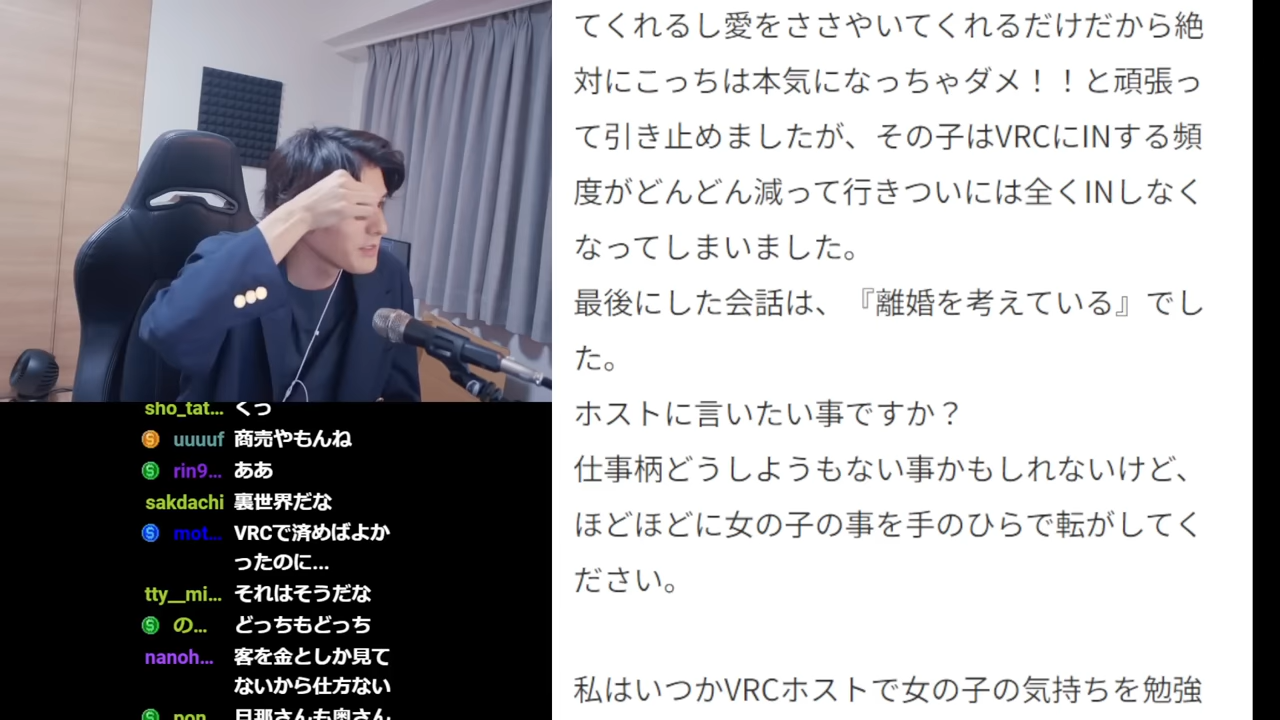 てくれるし愛をささやいてくれるだけだから絶
対にこっちは本気になっちゃダメ！！と頑張っ
て引き止めましたが、その子はVRCにINする頻
度がどんどん減って行きついには全くINしなく
なってしまいました。
最後にした会話は、『離婚を考えている』でし
た。
ホストに言いたい事ですか？
仕事柄どうしようもない事かもしれないけど、
ほどほどに女の子の事を手のひらで転がしてく
ださい。
私はいつかVRCホストで女の子の気持ちを勉強
sho_tat... くっ
uuuuf 商売やもんね
rin9... ああ
sakdachi 裏世界だな
mot... VRCで済めばよか
ったのに...
tty__mi... それはそうだな
の... どっちもどっち
nanoh... 客を金としか見て
ないから仕方ない
pon 旦那さんも奥さん